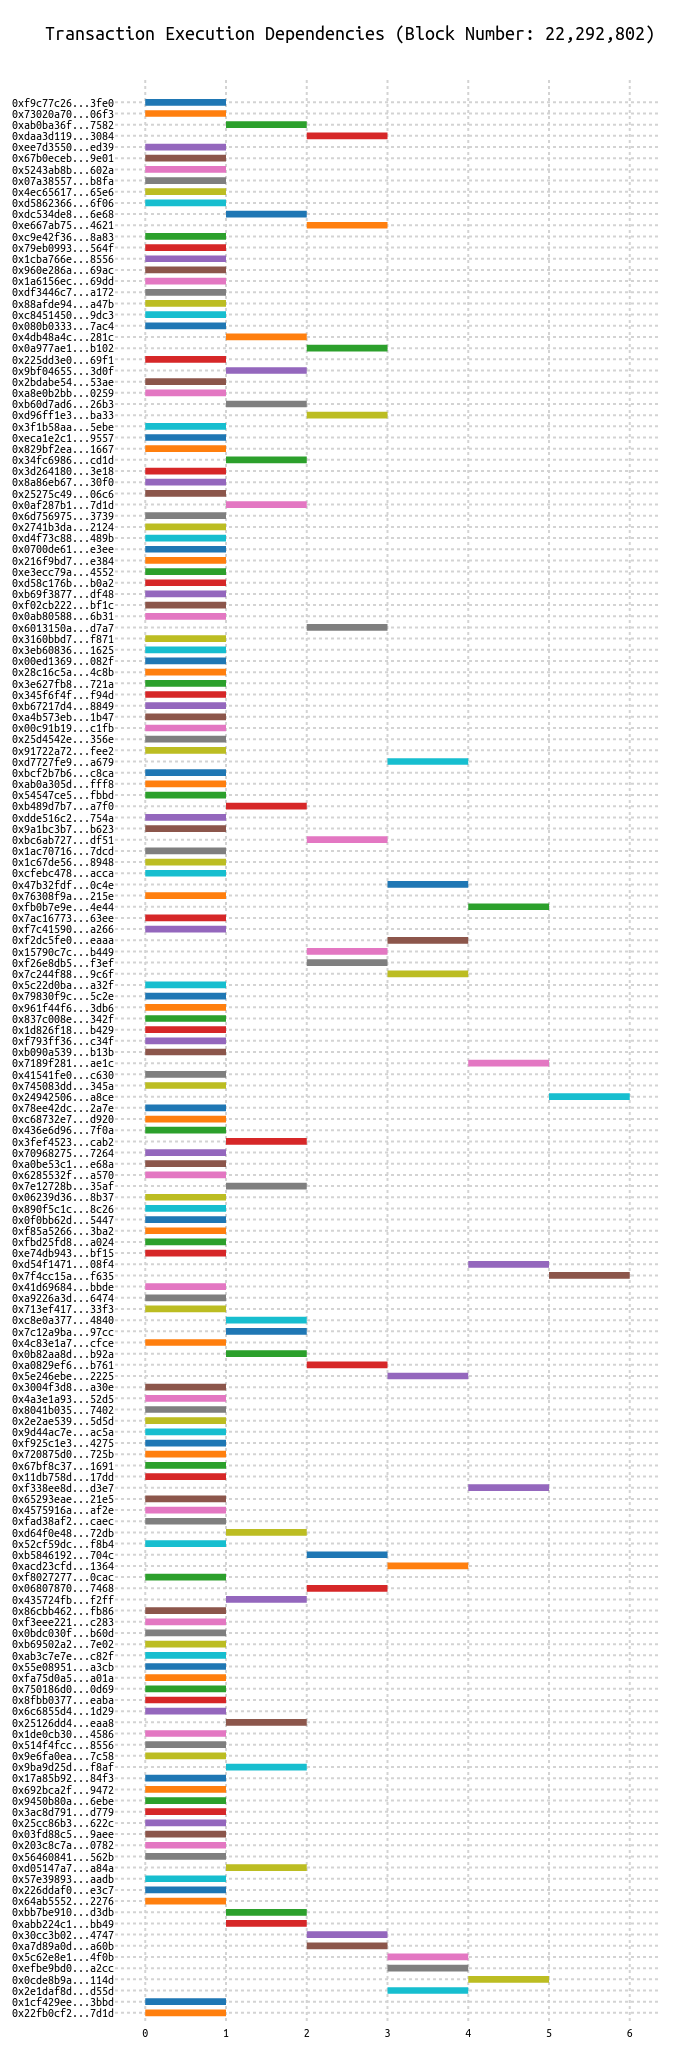 Transaction Execution Dependencies (Block Number: 22,292,802)
0xf9c77c26...3fe0
0x73020a70...06f3
0xab0ba36f...7582
0xdaa3d119...3084
0xee7d3550...ed39
0x67b0eceb...9e01
0x5243ab8b...602a
0x07a38557...b8fa
0x4ec65617...65e6
0xd5862366...6f06
0xdc534de8...6e68
0xe667ab75...4621
0xc9e42f36...8a83
0x79eb0993...564f
0x1cba766e...8556
0x960e286a...69ac
0x1a6156ec...69dd
0xdf3446c7...a172
0x88afde94...a47b
0xc8451450...9dc3
0x080b0333...7ac4
0x4db48a4c...281c
0x0a977ae1...b102
0x225dd3e0...69f1
0x9bf04655...3d0f
0x2bdabe54...53ae
0xa8e0b2bb...0259
0xb60d7ad6...26b3
0xd96ff1e3...ba33
0x3f1b58aa...5ebe
0xeca1e2c1...9557
0x829bf2ea...1667
0x34fc6986...cd1d
0x3d264180...3e18
0x8a86eb67...30f0
0x25275c49...06c6
0x0af287b1...7d1d
0x6d756975...3739
0x2741b3da...2124
0xd4f73c88...489b
0x0700de61...e3ee
0x216f9bd7...e384
0xe3ecc79a...4552
0xd58c176b...b0a2
0xb69f3877...df48
0xf02cb222...bf1c
0x0ab80588...6b31
0x6013150a...d7a7
0x3160bbd7...f871
0x3eb60836...1625
0x00ed1369...082f
0x28c16c5a...4c8b
0x3e627fb8...721a
0x345f6f4f...f94d
0xb67217d4...8849
0xa4b573eb...1b47
0x00c91b19...c1fb
0x25d4542e...356e
0x91722a72...fee2
0xd7727fe9...a679
0xbcf2b7b6...c8ca
0xab0a305d...fff8
0x54547ce5...fbbd
0xb489d7b7...a7f0
0xdde516c2...754a
0x9a1bc3b7...b623
0xbc6ab727...df51
0x1ac70716...7dcd
0x1c67de56...8948
0xcfebc478...acca
0x47b32fdf...0c4e
0x76308f9a...215e
0xfb0b7e9e...4e44
0x7ac16773...63ee
0xf7c41590...a266
0xf2dc5fe0...eaaa
0x15790c7c...b449
0xf26e8db5...f3ef
0x7c244f88...9c6f
0x5c22d0ba...a32f
0x79830f9c...5c2e
0x961f44f6...3db6
0x837c008e...342f
0x1d826f18...b429
0xf793ff36...c34f
0xb090a539...b13b
0x7189f281...ae1c
0x41541fe0...c630
0x745083dd...345a
0x24942506...a8ce
0x78ee42dc...2a7e
0xc68732e7...d920
0x436e6d96...7f0a
0x3fef4523...cab2
0x70968275...7264
0xa0be53c1...e68a
0x6285532f...a570
0x7e12728b...35af
0x06239d36...8b37
0x890f5c1c...8c26
0x0f0bb62d...5447
0xf85a5266...3ba2
0xfbd25fd8...a024
0xe74db943...bf15
0xd54f1471...08f4
0x7f4cc15a...f635
0x41d69684...bbde
0xa9226a3d...6474
0x713ef417...33f3
0xc8e0a377...4840
0x7c12a9ba...97cc
0x4c83e1a7...cfce
0x0b82aa8d...b92a
0xa0829ef6...b761
0x5e246ebe...2225
0x3004f3d8...a30e
0x4a3e1a93...52d5
0x8041b035...7402
0x2e2ae539...5d5d
0x9d44ac7e...ac5a
0xf925c1e3...4275
0x720875d0...725b
0x67bf8c37...1691
0x11db758d...17dd
0xf338ee8d...d3e7
0x65293eae...21e5
0x4575916a...af2e
0xfad38af2...caec
0xd64f0e48...72db
0x52cf59dc...f8b4
0xb5846192...704c
0xacd23cfd...1364
0xf8027277...0cac
0x06807870...7468
0x435724fb...f2ff
0x86cbb462...fb86
0xf3eee221...c283
0x0bdc030f...b60d
0xb69502a2...7e02
0xab3c7e7e...c82f
0x55e08951...a3cb
0xfa75d0a5...a01a
0x750186d0...0d69
0x8fbb0377...eaba
0x6c6855d4...1d29
0x25126dd4...eaa8
0x1de0cb30...4586
0x514f4fcc...8556
0x9e6fa0ea...7c58
0x9ba9d25d...f8af
0x17a85b92...84f3
0x692bca2f...9472
0x9450b80a...6ebe
0x3ac8d791...d779
0x25cc86b3...622c
0x03fd88c5...9aee
0x203c8c7a...0782
0x56460841...562b
0xd05147a7...a84a
0x57e39893...aadb
0x226ddaf0...e3c7
0x64ab5552...2276
0xbb7be910...d3db
0xabb224c1...bb49
0x30cc3b02...4747
0xa7d89a0d...a60b
0x5c62e8e1...4f0b
0xefbe9bd0...a2cc
0x0cde8b9a...114d
0x2e1daf8d...d55d
0x1cf429ee...3bbd
0x22fb0cf2...7d1d
0 1 2 3 4 5 6